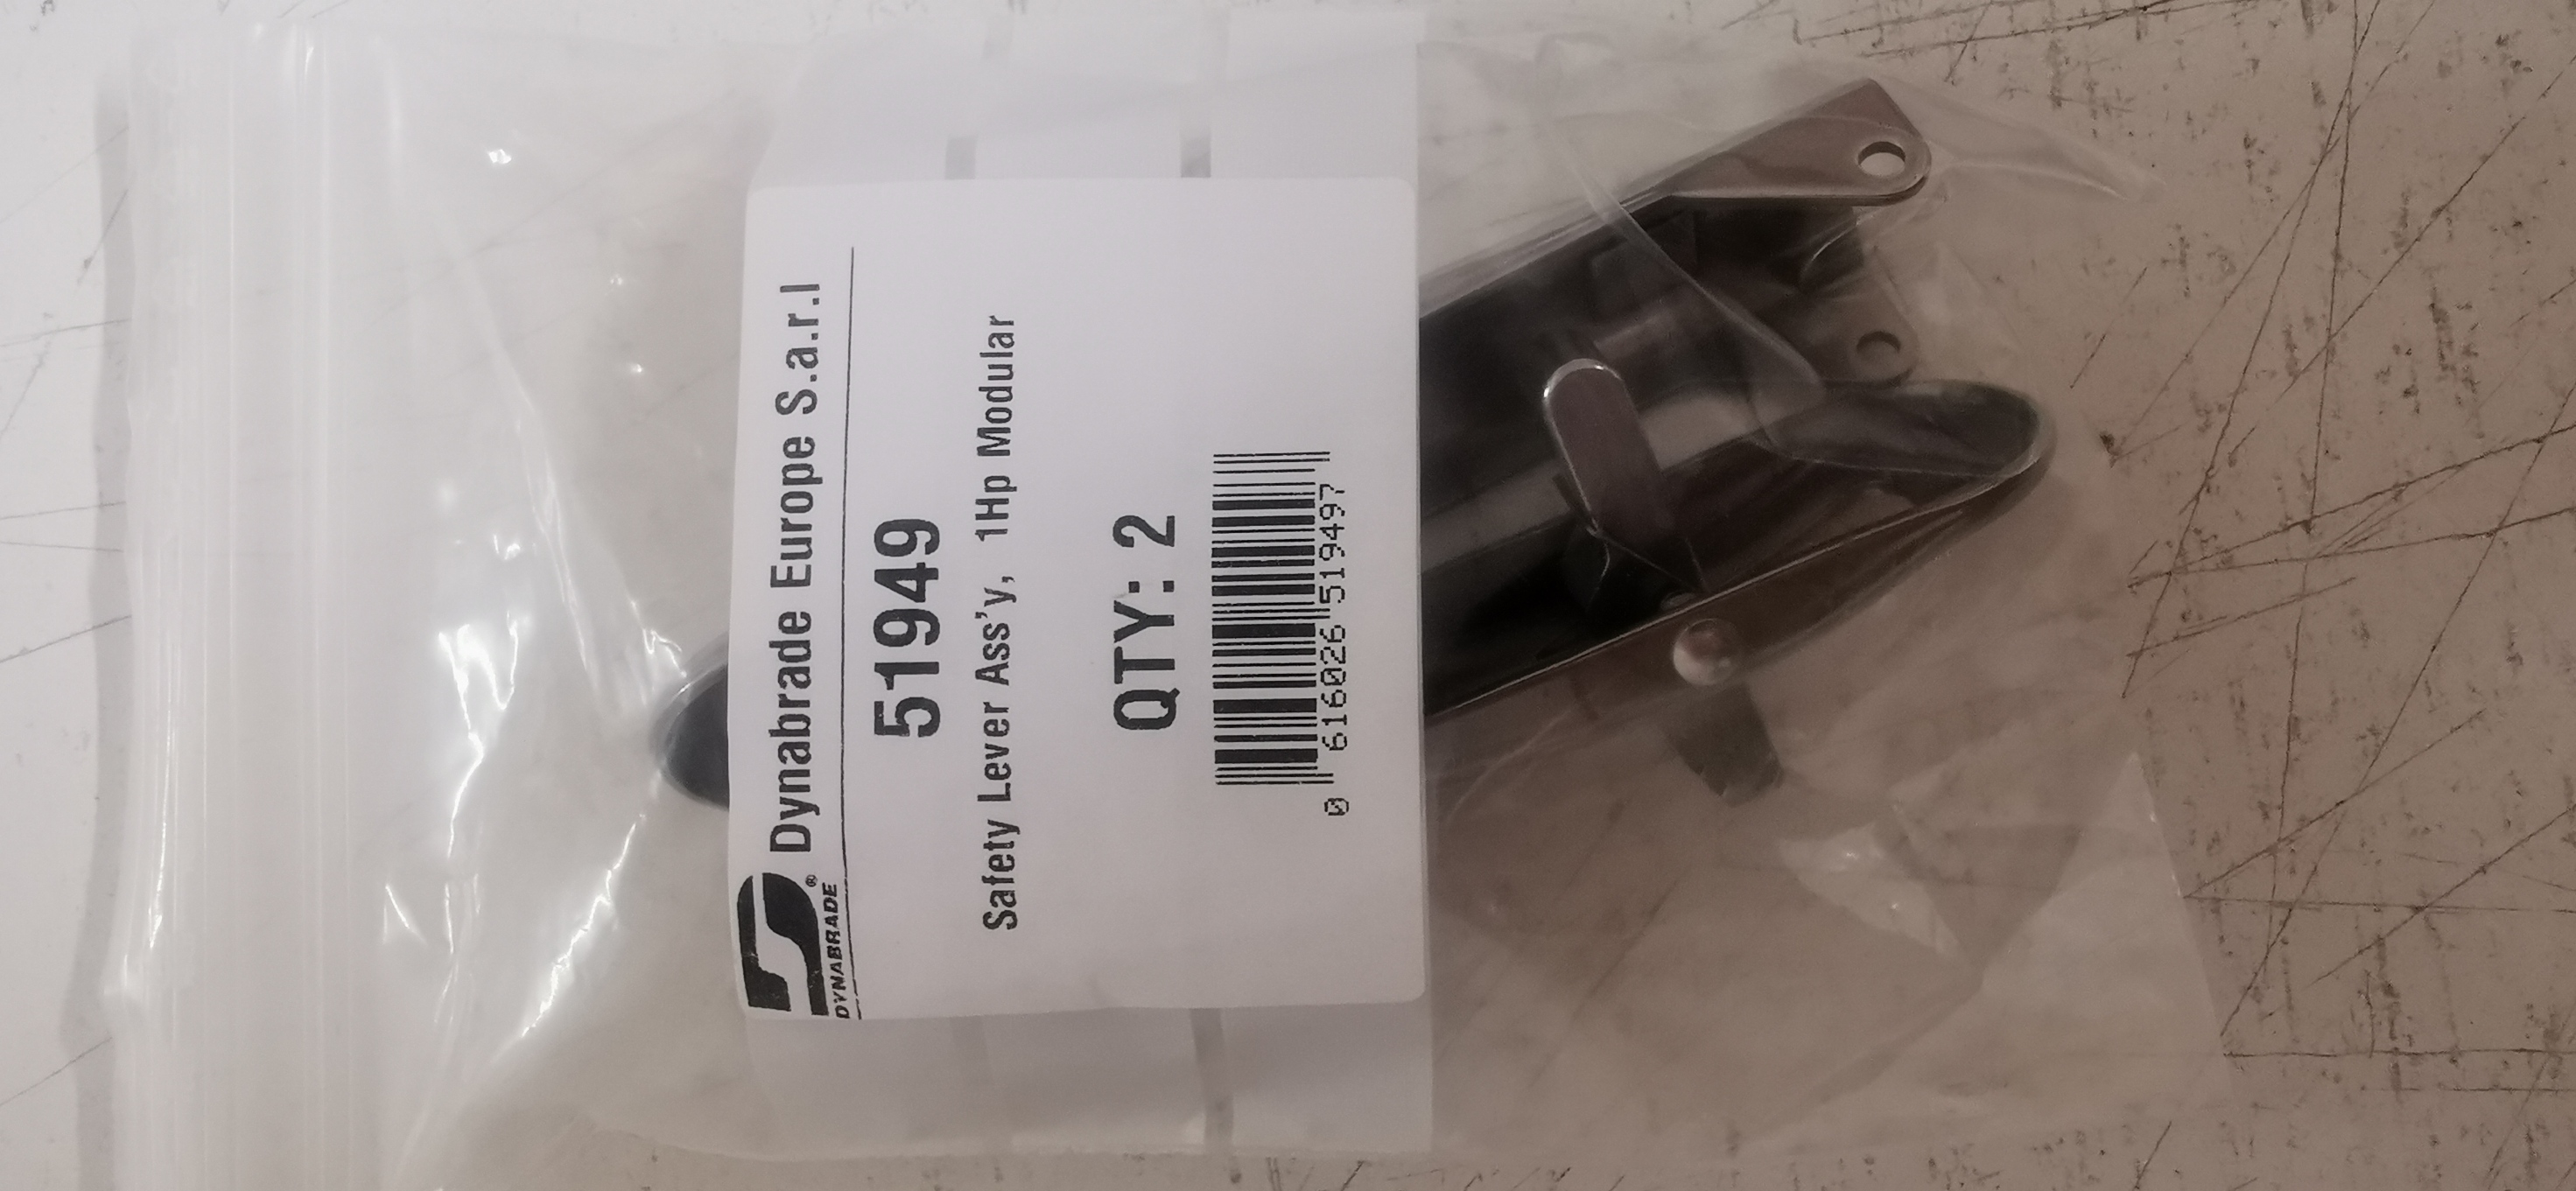 Dynabrade Europe S.a.r.l
DYNABRADE®
51949
Safety Lever Ass'y, 1Hp Modular
QTY: 2
0 616026 519497